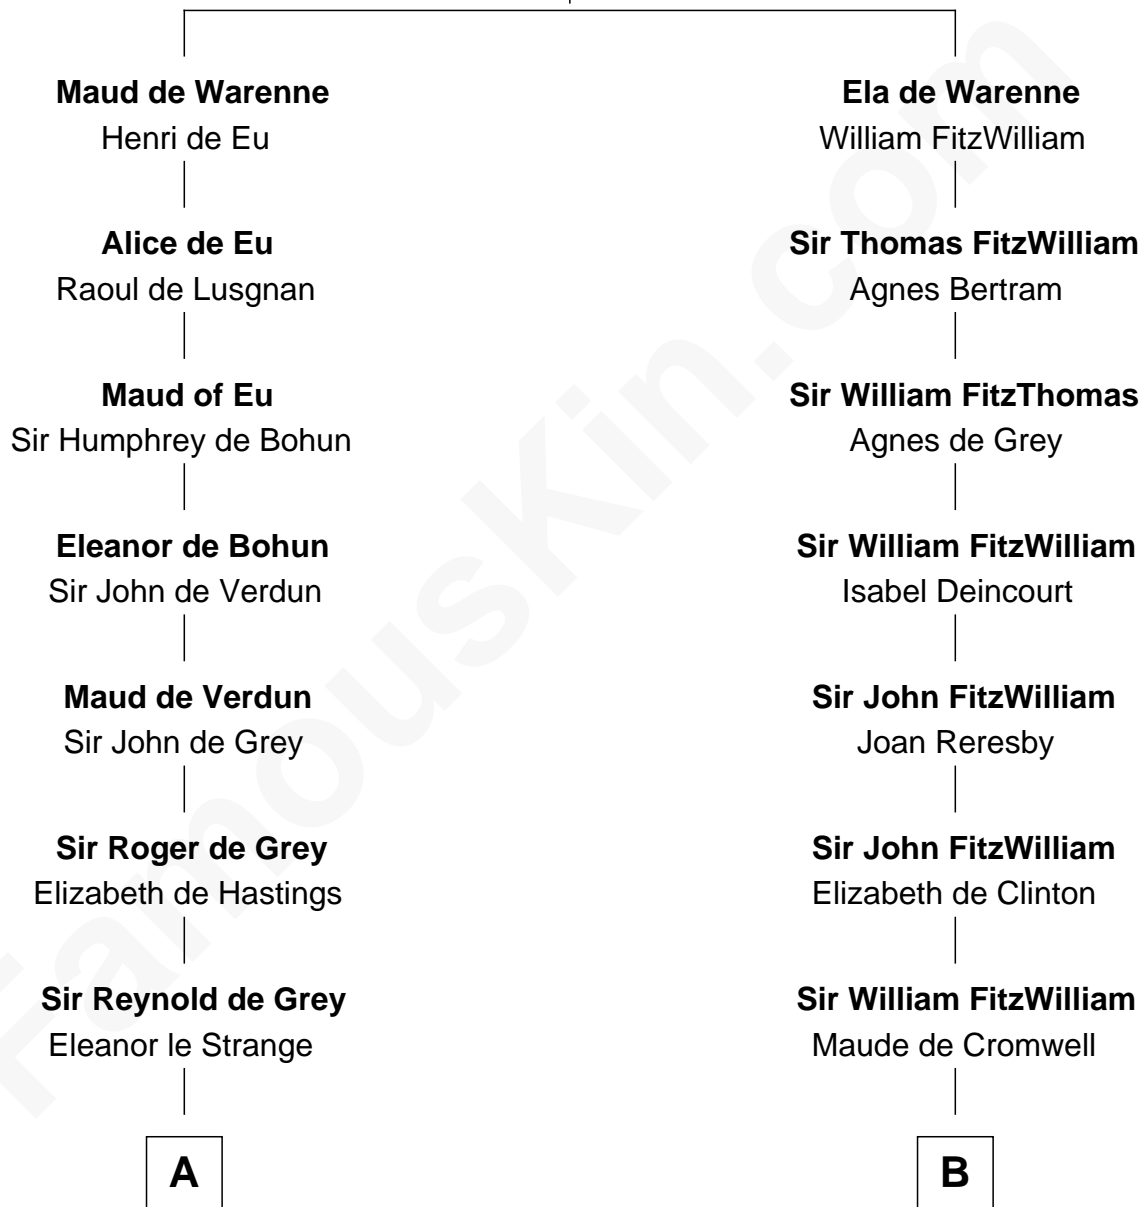 Maud de Warenne
Henri de Eu
Alice de Eu
Raoul de Lusgnan
Maud of Eu
Sir Humphrey de Bohun
Eleanor de Bohun
Sir John de Verdun
Maud de Verdun
Sir John de Grey
Sir Roger de Grey
Elizabeth de Hastings
Sir Reynold de Grey
Eleanor le Strange
A
Ela de Warenne
William FitzWilliam
Sir Thomas FitzWilliam
Agnes Bertram
Sir William FitzThomas
Agnes de Grey
Sir William FitzWilliam
Isabel Deincourt
Sir John FitzWilliam
Joan Reresby
Sir John FitzWilliam
Elizabeth de Clinton
Sir William FitzWilliam
Maude de Cromwell
B
FamousKin.com